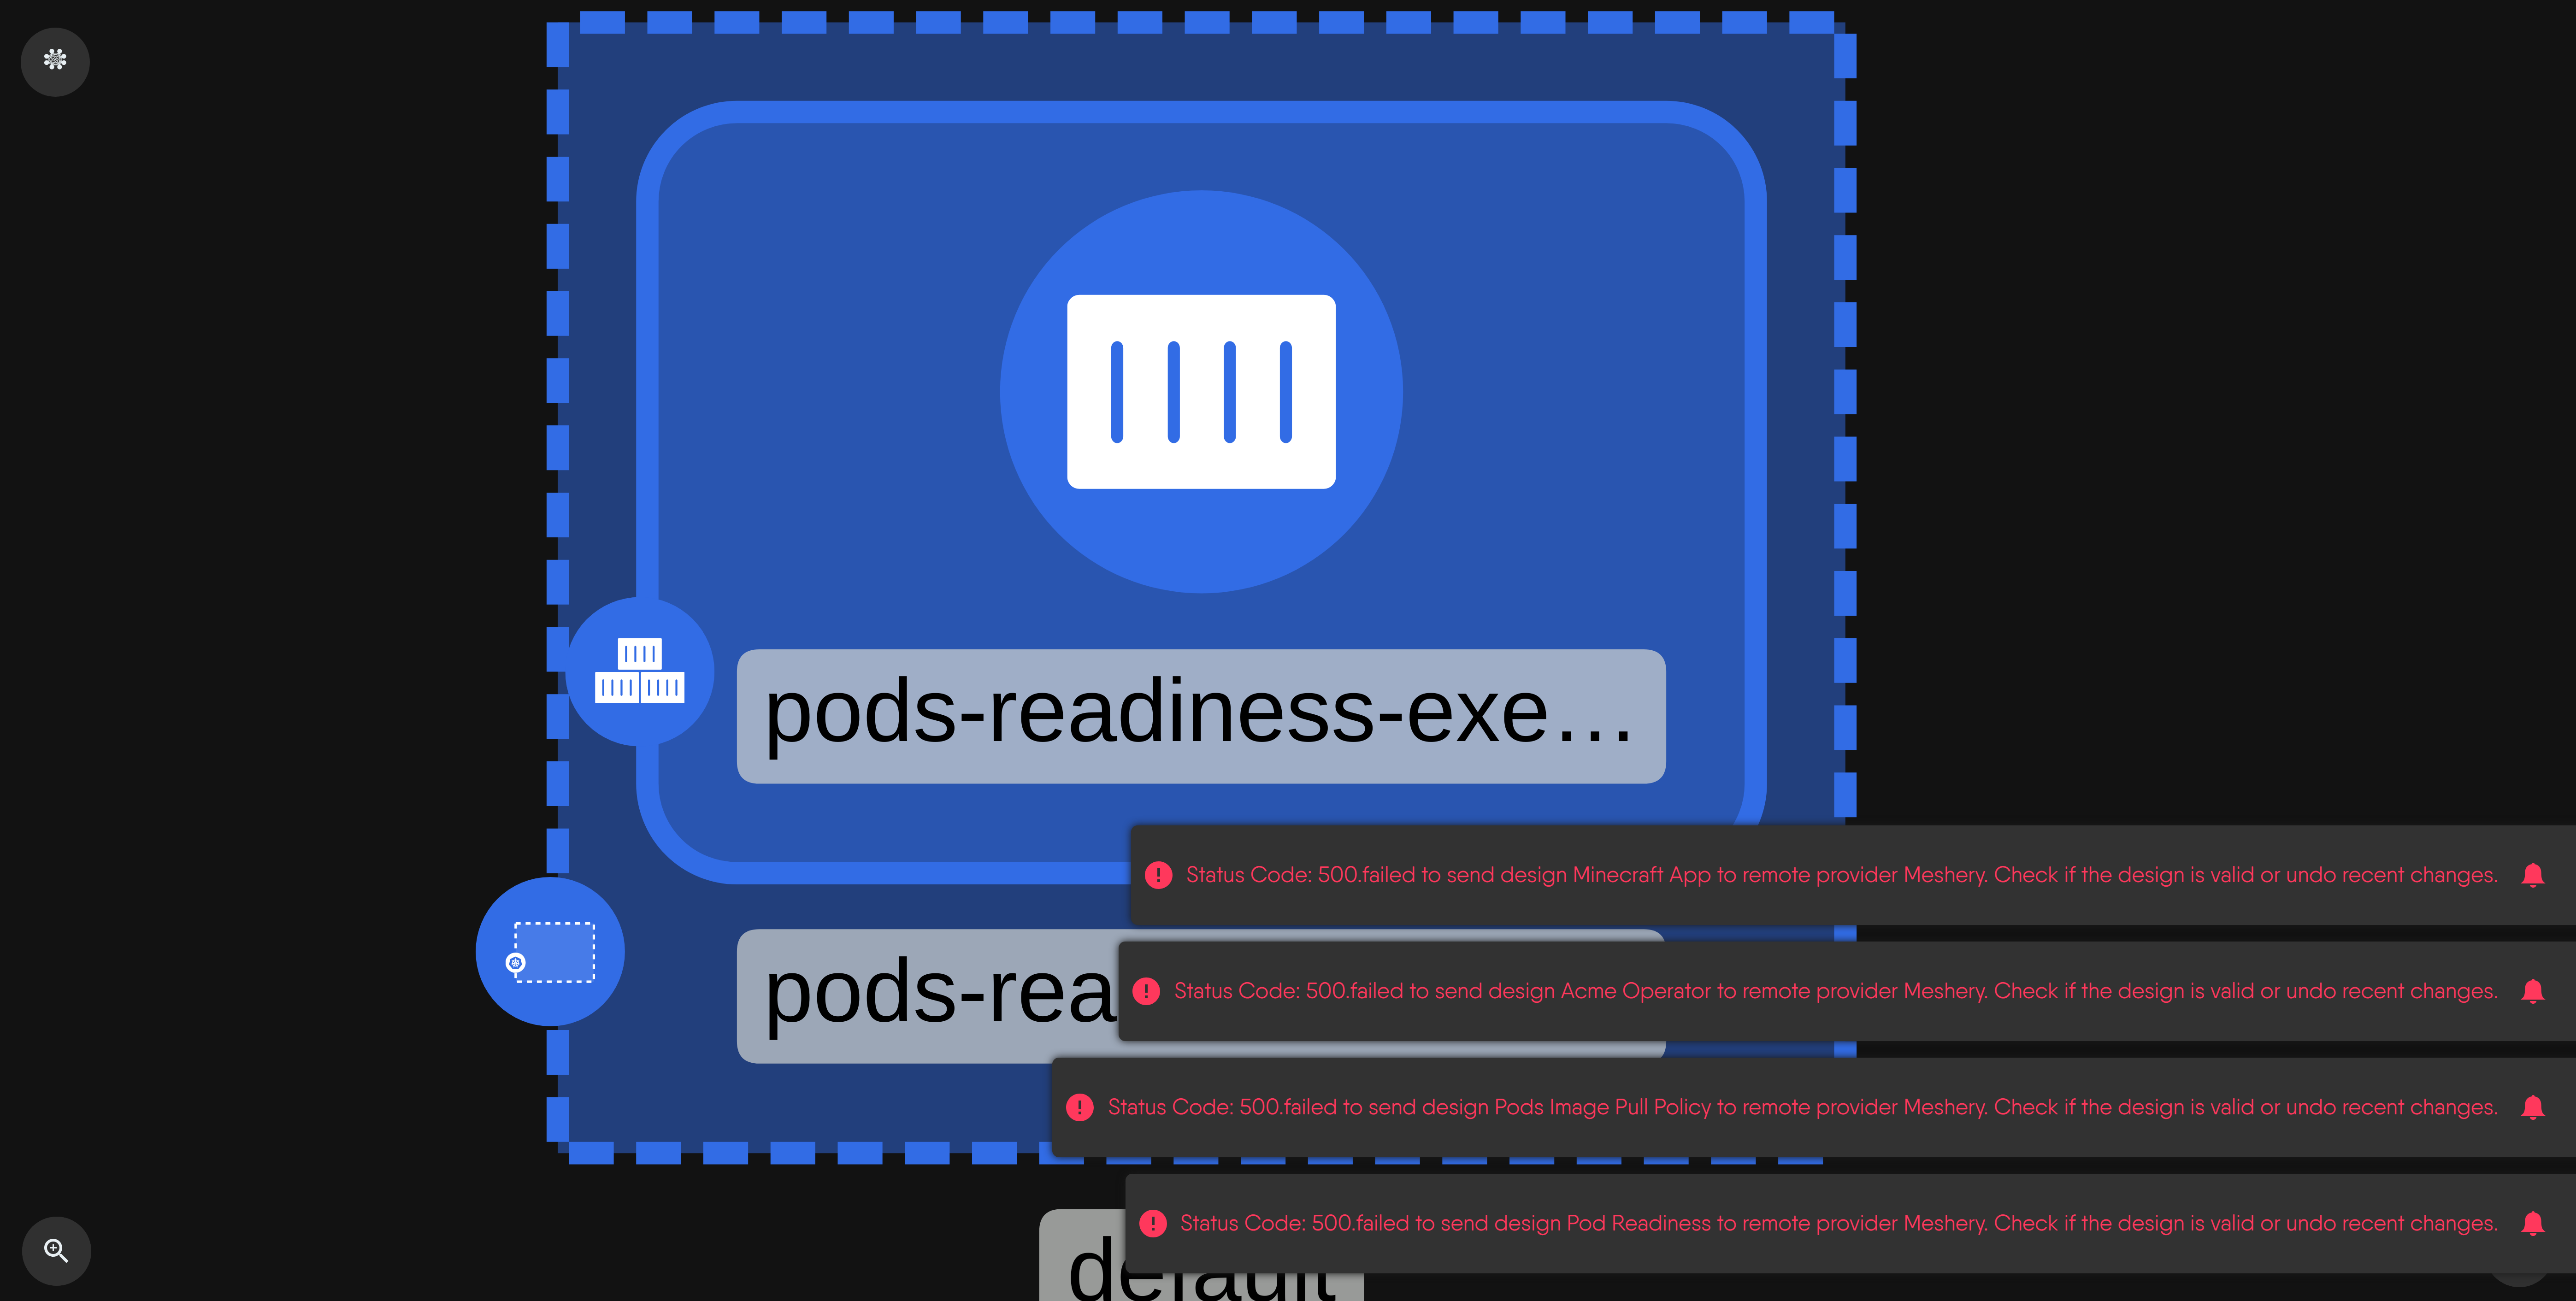 pods-readiness-exe...
Status Code: 500.failed to send design Minecraft App to remote provider Meshery. Check if the design is valid or undo recent changes.
pods-rea
Status Code: 500.failed to send design Acme Operator to remote provider Meshery. Check if the design is valid or undo recent changes.
Status Code: 500.failed to send design Pods Image Pull Policy to remote provider Meshery. Check if the design is valid or undo recent changes.
Status Code: 500.failed to send design Pod Readiness to remote provider Meshery. Check if the design is valid or undo recent changes.
default